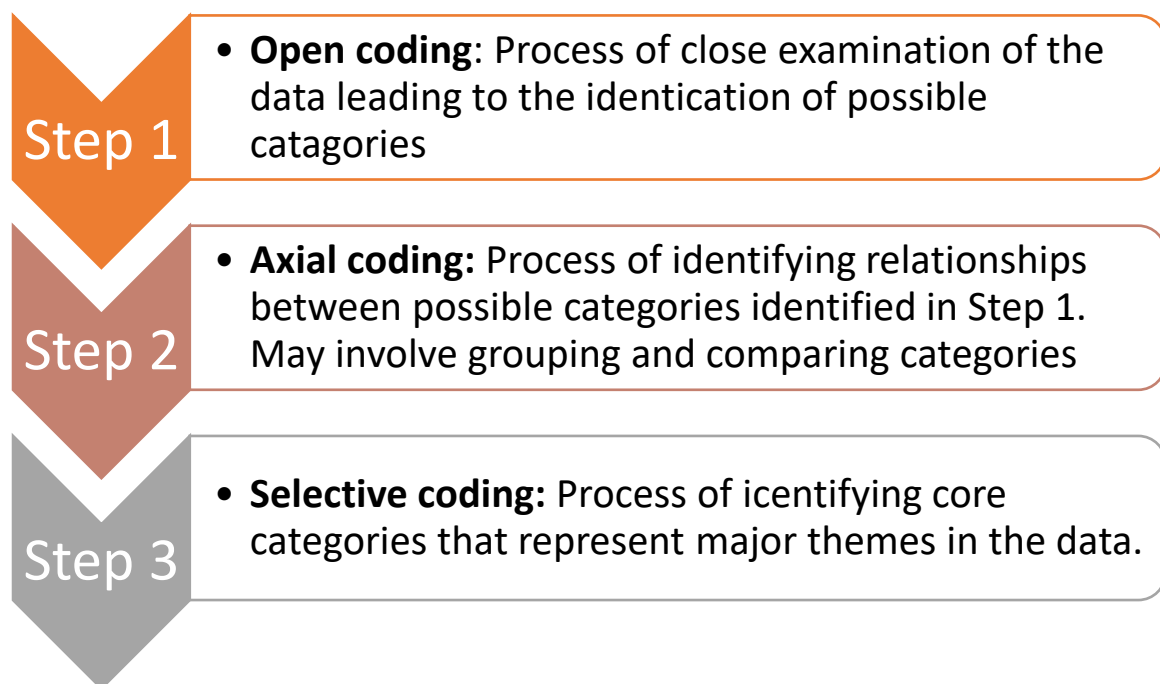 Step 1
• Open coding: Process of close examination of the
data leading to the identication of possible
catagories
Step 2
• Axial coding: Process of identifying relationships
between possible categories identified in Step 1.
May involve grouping and comparing categories
Step 3
• Selective coding: Process of icentifying core
categories that represent major themes in the data.